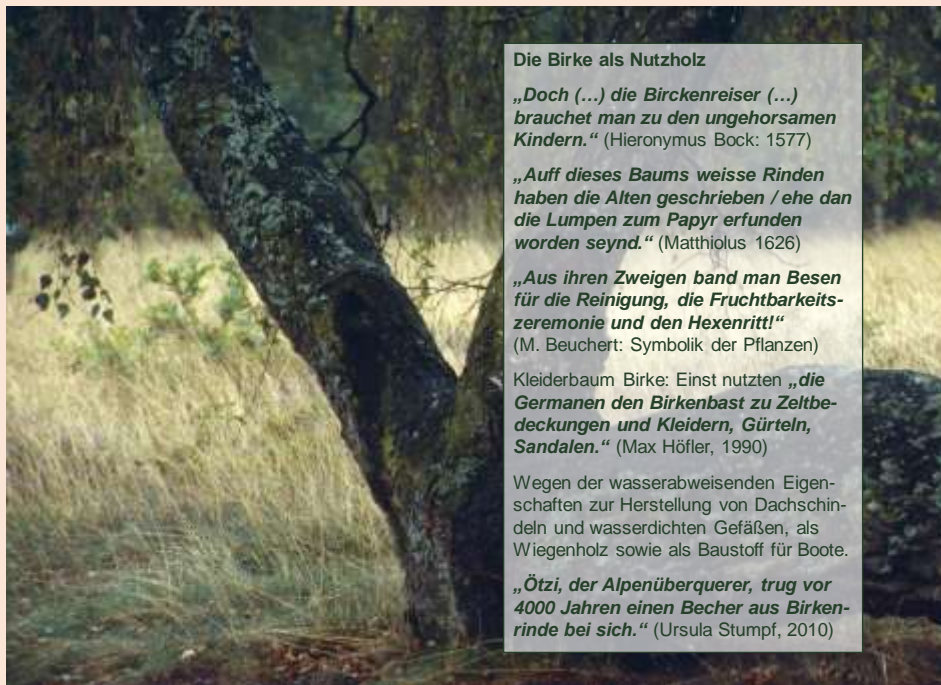 Die Birke als Nutzholz
„Doch (…) die Birckenreiser (…)
brauchet man zu den ungehorsamen
Kindern.“ (Hieronymus Bock: 1577)
„Auff dieses Baums weisse Rinden
haben die Alten geschrieben / ehe dan
die Lumpen zum Papyr erfunden
worden seynd.“ (Matthiolus 1626)
„Aus ihren Zweigen band man Besen
für die Reinigung, die Fruchtbarkeits-
zeremonie und den Hexenritt!“
(M. Beuchert: Symbolik der Pflanzen)
Kleiderbaum Birke: Einst nutzten „die
Germanen den Birkenbast zu Zeltbe-
deckungen und Kleidern, Gürteln,
Sandalen.“ (Max Höfler, 1990)
Wegen der wasserabweisenden Eigen-
schaften zur Herstellung von Dachschin-
deln und wasserdichten Gefäßen, als
Wiegenholz sowie als Baustoff für Boote.
„Ötzi, der Alpenüberquerer, trug vor
4000 Jahren einen Becher aus Birken-
rinde bei sich.“ (Ursula Stumpf, 2010)